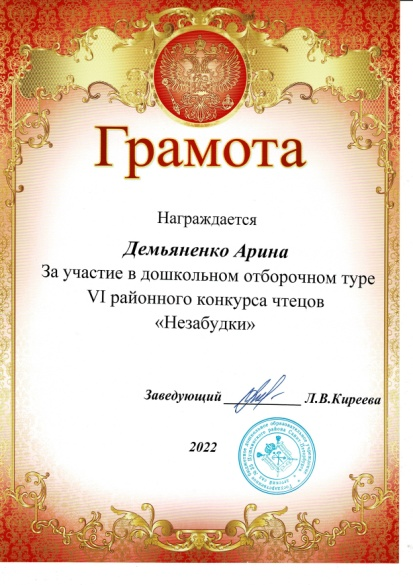 Грамота
Награждается
Демьяненко Арина
За участие в дошкольном отборочном туре
VI районного конкурса чтецов
«Незабудки»
Заведующий
Л.В.Киреева
2022